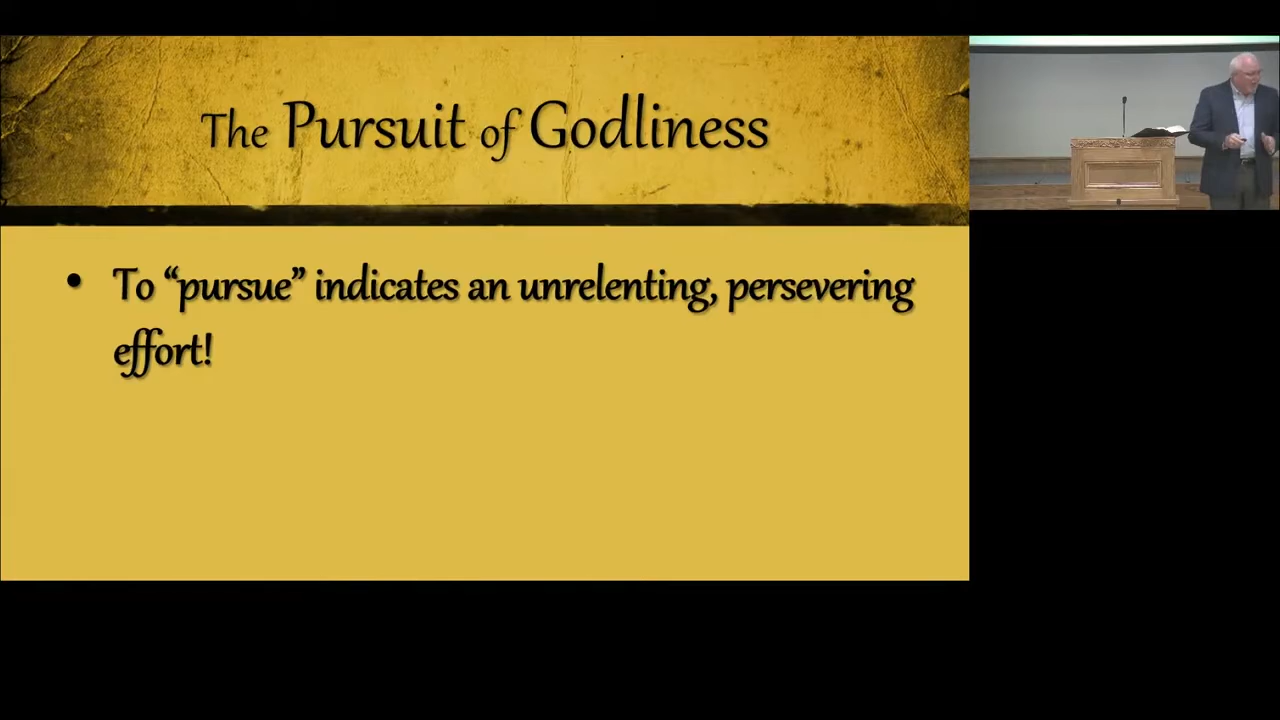 The Pursuit of Godliness
• To “pursue” indicates an unrelenting, persevering
effort!